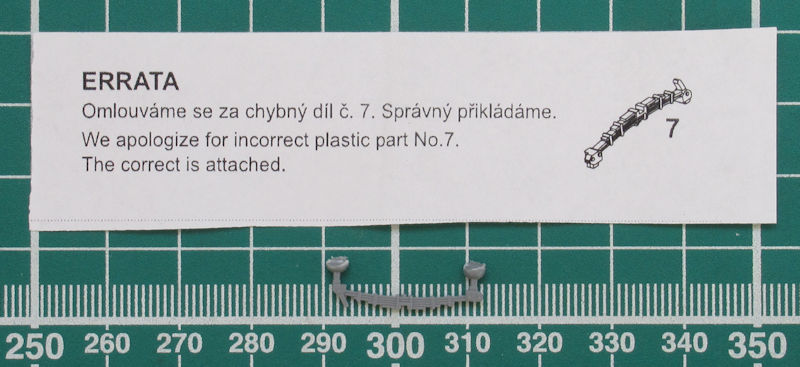 ERRATA
Omlouváme se za chybný díl č. 7. Správný přikládáme.
We apologize for incorrect plastic part No.7.
The correct is attached.
7
250 260 270 280 290 300 310 320 330 340 350